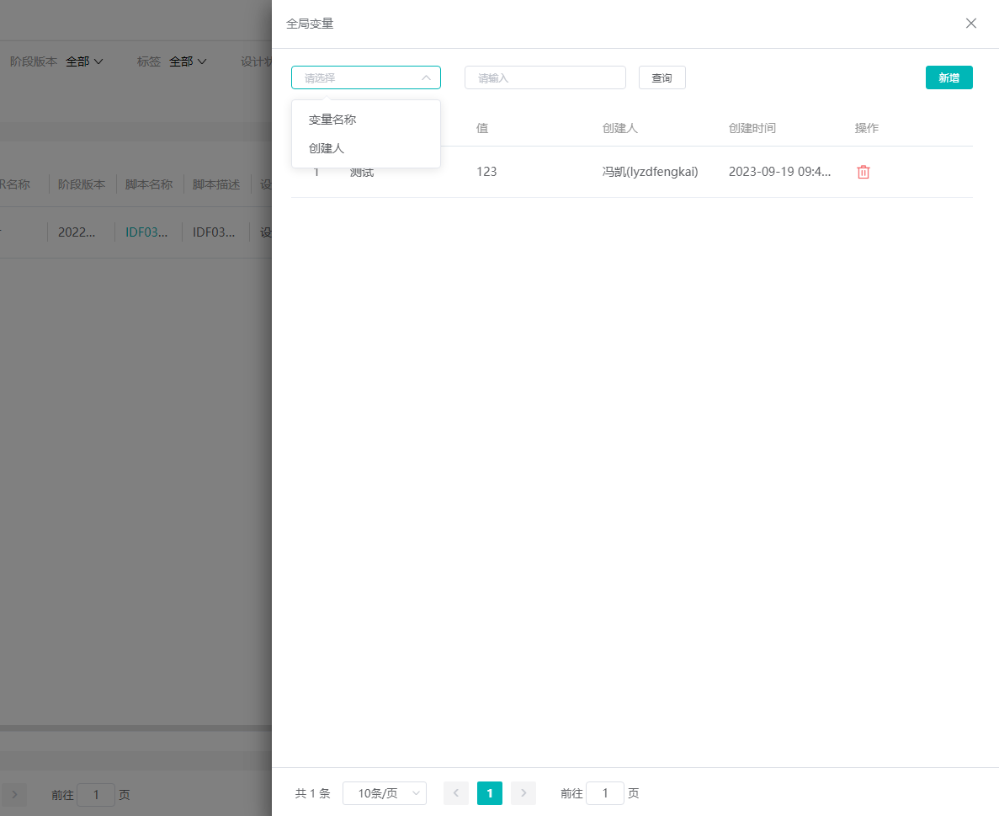 全局变量
阶段版本 全部 标签 全部 设计状
请选择 请输入 查询 新增
变量名称
创建人
值 创建人 创建时间 操作
1 测试 123 冯凯(lyzdfengkai) 2023-09-19 09:4...
R名称 阶段版本 脚本名称 脚本描述 设
2022... IDF03... IDF03... 设
共 1 条 10条/页 1 前往 1 页
前往 1 页